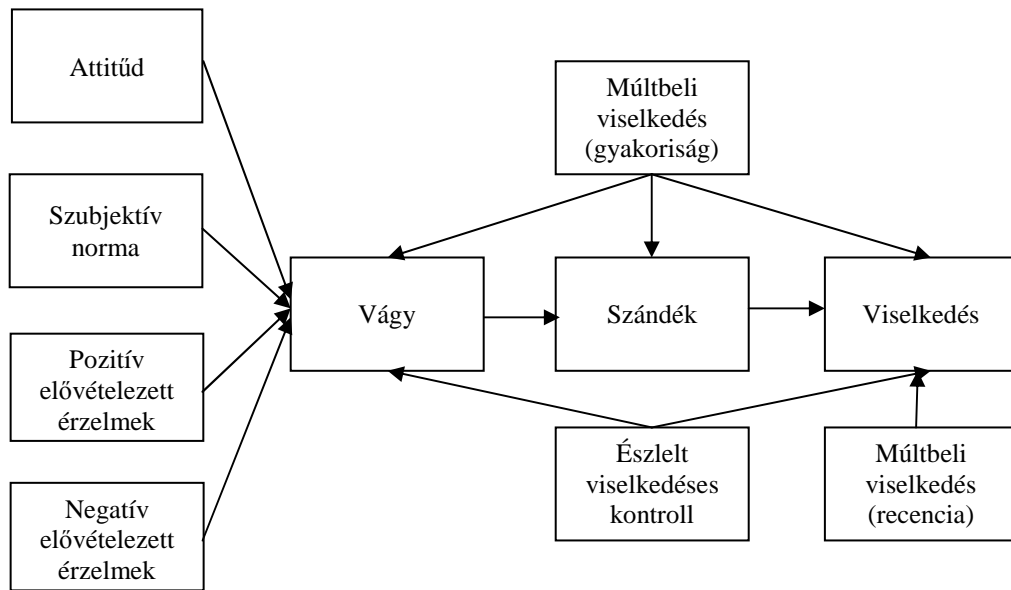 Attitűd
Szubjektív
norma
Pozitív
elővételezett
érzelmek
Negatív
elővételezett
érzelmek
Múltbeli
viselkedés
(gyakoriság)
Vágy
Szándék
Viselkedés
Észlelt
viselkedéses
kontroll
Múltbeli
viselkedés
(recencia)